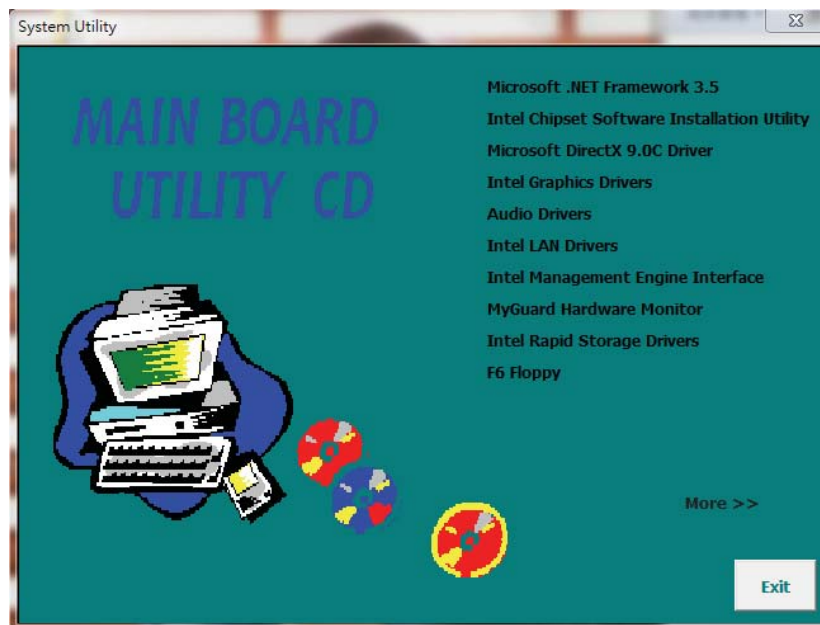 System Utility
MAIN BOARD
UTILITY CD
Microsoft .NET Framework 3.5
Intel Chipset Software Installation Utility
Microsoft DirectX 9.0C Driver
Intel Graphics Drivers
Audio Drivers
Intel LAN Drivers
Intel Management Engine Interface
MyGuard Hardware Monitor
Intel Rapid Storage Drivers
F6 Floppy
More >>
Exit